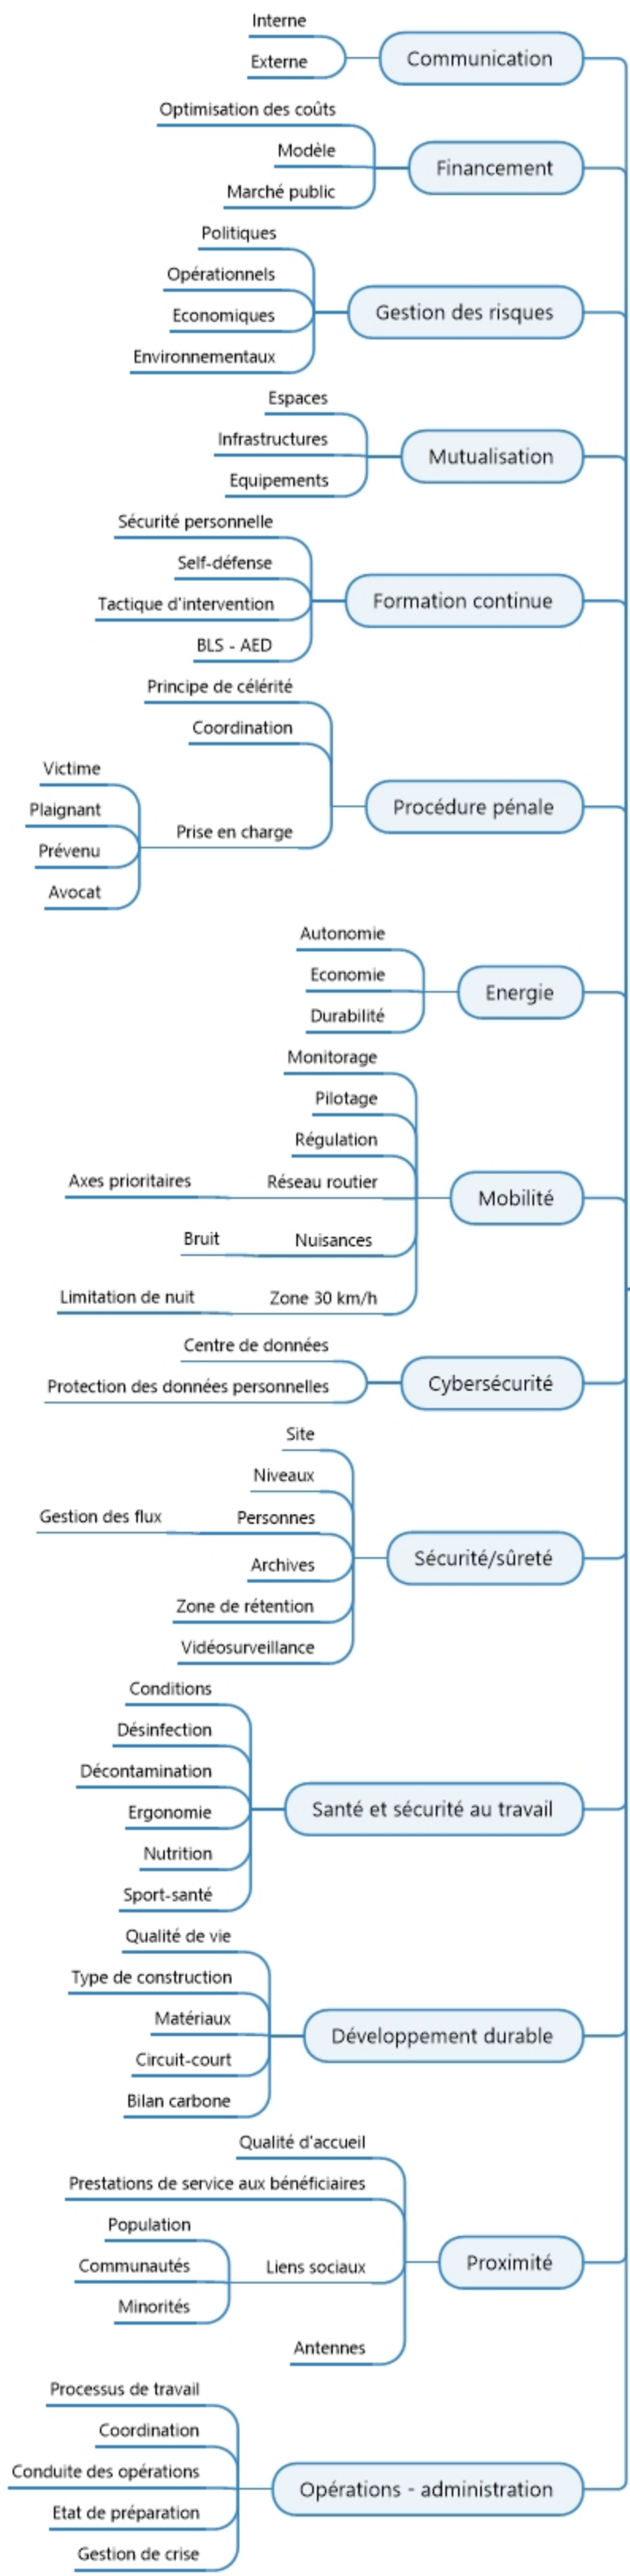 Interne
Externe
Communication
Optimisation des coûts
Modèle
Marché public
Financement
Politiques
Opérationnels
Economiques
Environnementaux
Gestion des risques
Espaces
Infrastructures
Equipements
Mutualisation
Sécurité personnelle
Self-défense
Tactique d'intervention
BLS - AED
Formation continue
Principe de célérité
Coordination
Victime
Plaignant
Prévenu
Avocat
Prise en charge
Procédure pénale
Autonomie
Economie
Durabilité
Energie
Monitorage
Pilotage
Régulation
Axes prioritaires
Réseau routier
Bruit
Nuisances
Limitation de nuit
Zone 30 km/h
Mobilité
Centre de données
Protection des données personnelles
Cybersécurité
Site
Niveaux
Gestion des flux
Personnes
Archives
Zone de rétention
Vidéosurveillance
Sécurité/sûreté
Conditions
Désinfection
Décontamination
Ergonomie
Nutrition
Sport-santé
Santé et sécurité au travail
Qualité de vie
Type de construction
Matériaux
Circuit-court
Bilan carbone
Développement durable
Qualité d'accueil
Prestations de service aux bénéficiaires
Population
Communautés
Minorités
Liens sociaux
Antennes
Proximité
Processus de travail
Coordination
Conduite des opérations
Etat de préparation
Gestion de crise
Opérations - administration